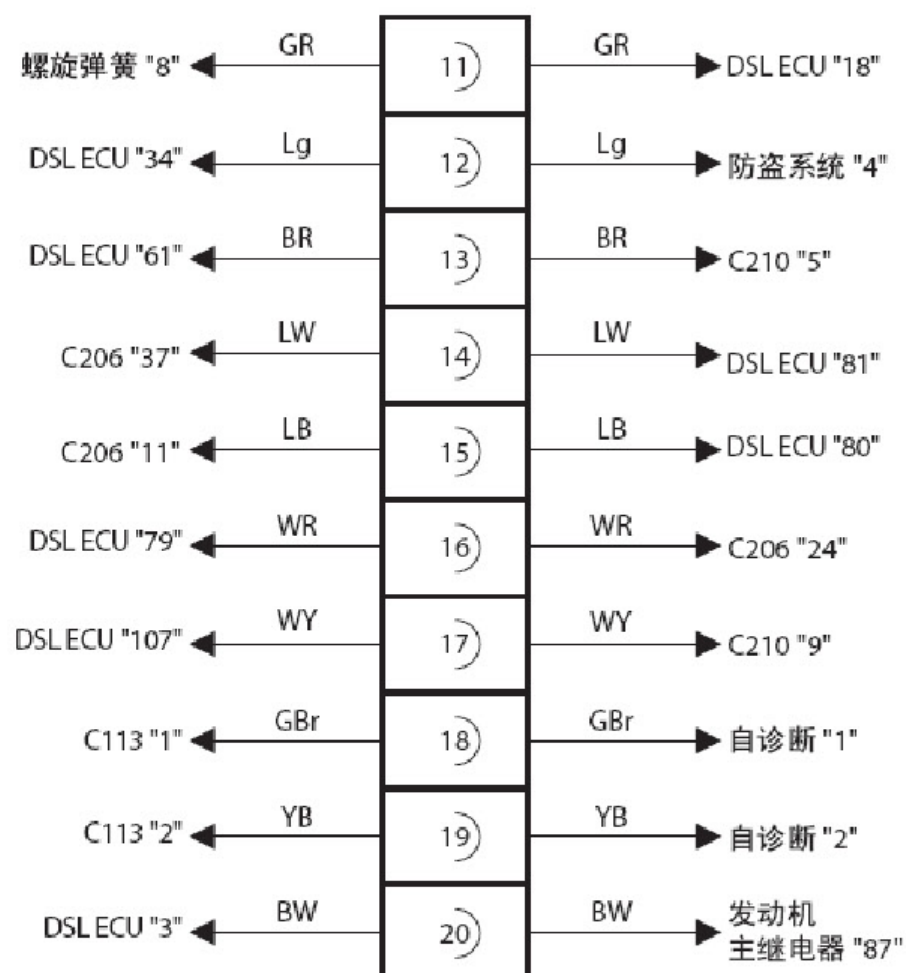 螺旋弹簧 "8" GR 11 GR DSL ECU "18"
DSL ECU "34" Lg 12 Lg 防盗系统 "4"
DSL ECU "61" BR 13 BR C210 "5"
C206 "37" LW 14 LW DSL ECU "81"
C206 "11" LB 15 LB DSL ECU "80"
DSL ECU "79" WR 16 WR C206 "24"
DSL ECU "107" WY 17 WY C210 "9"
C113 "1" GBr 18 GBr 自诊断 "1"
C113 "2" YB 19 YB 自诊断 "2"
DSL ECU "3" BW 20 BW 发动机
主继电器 "87"